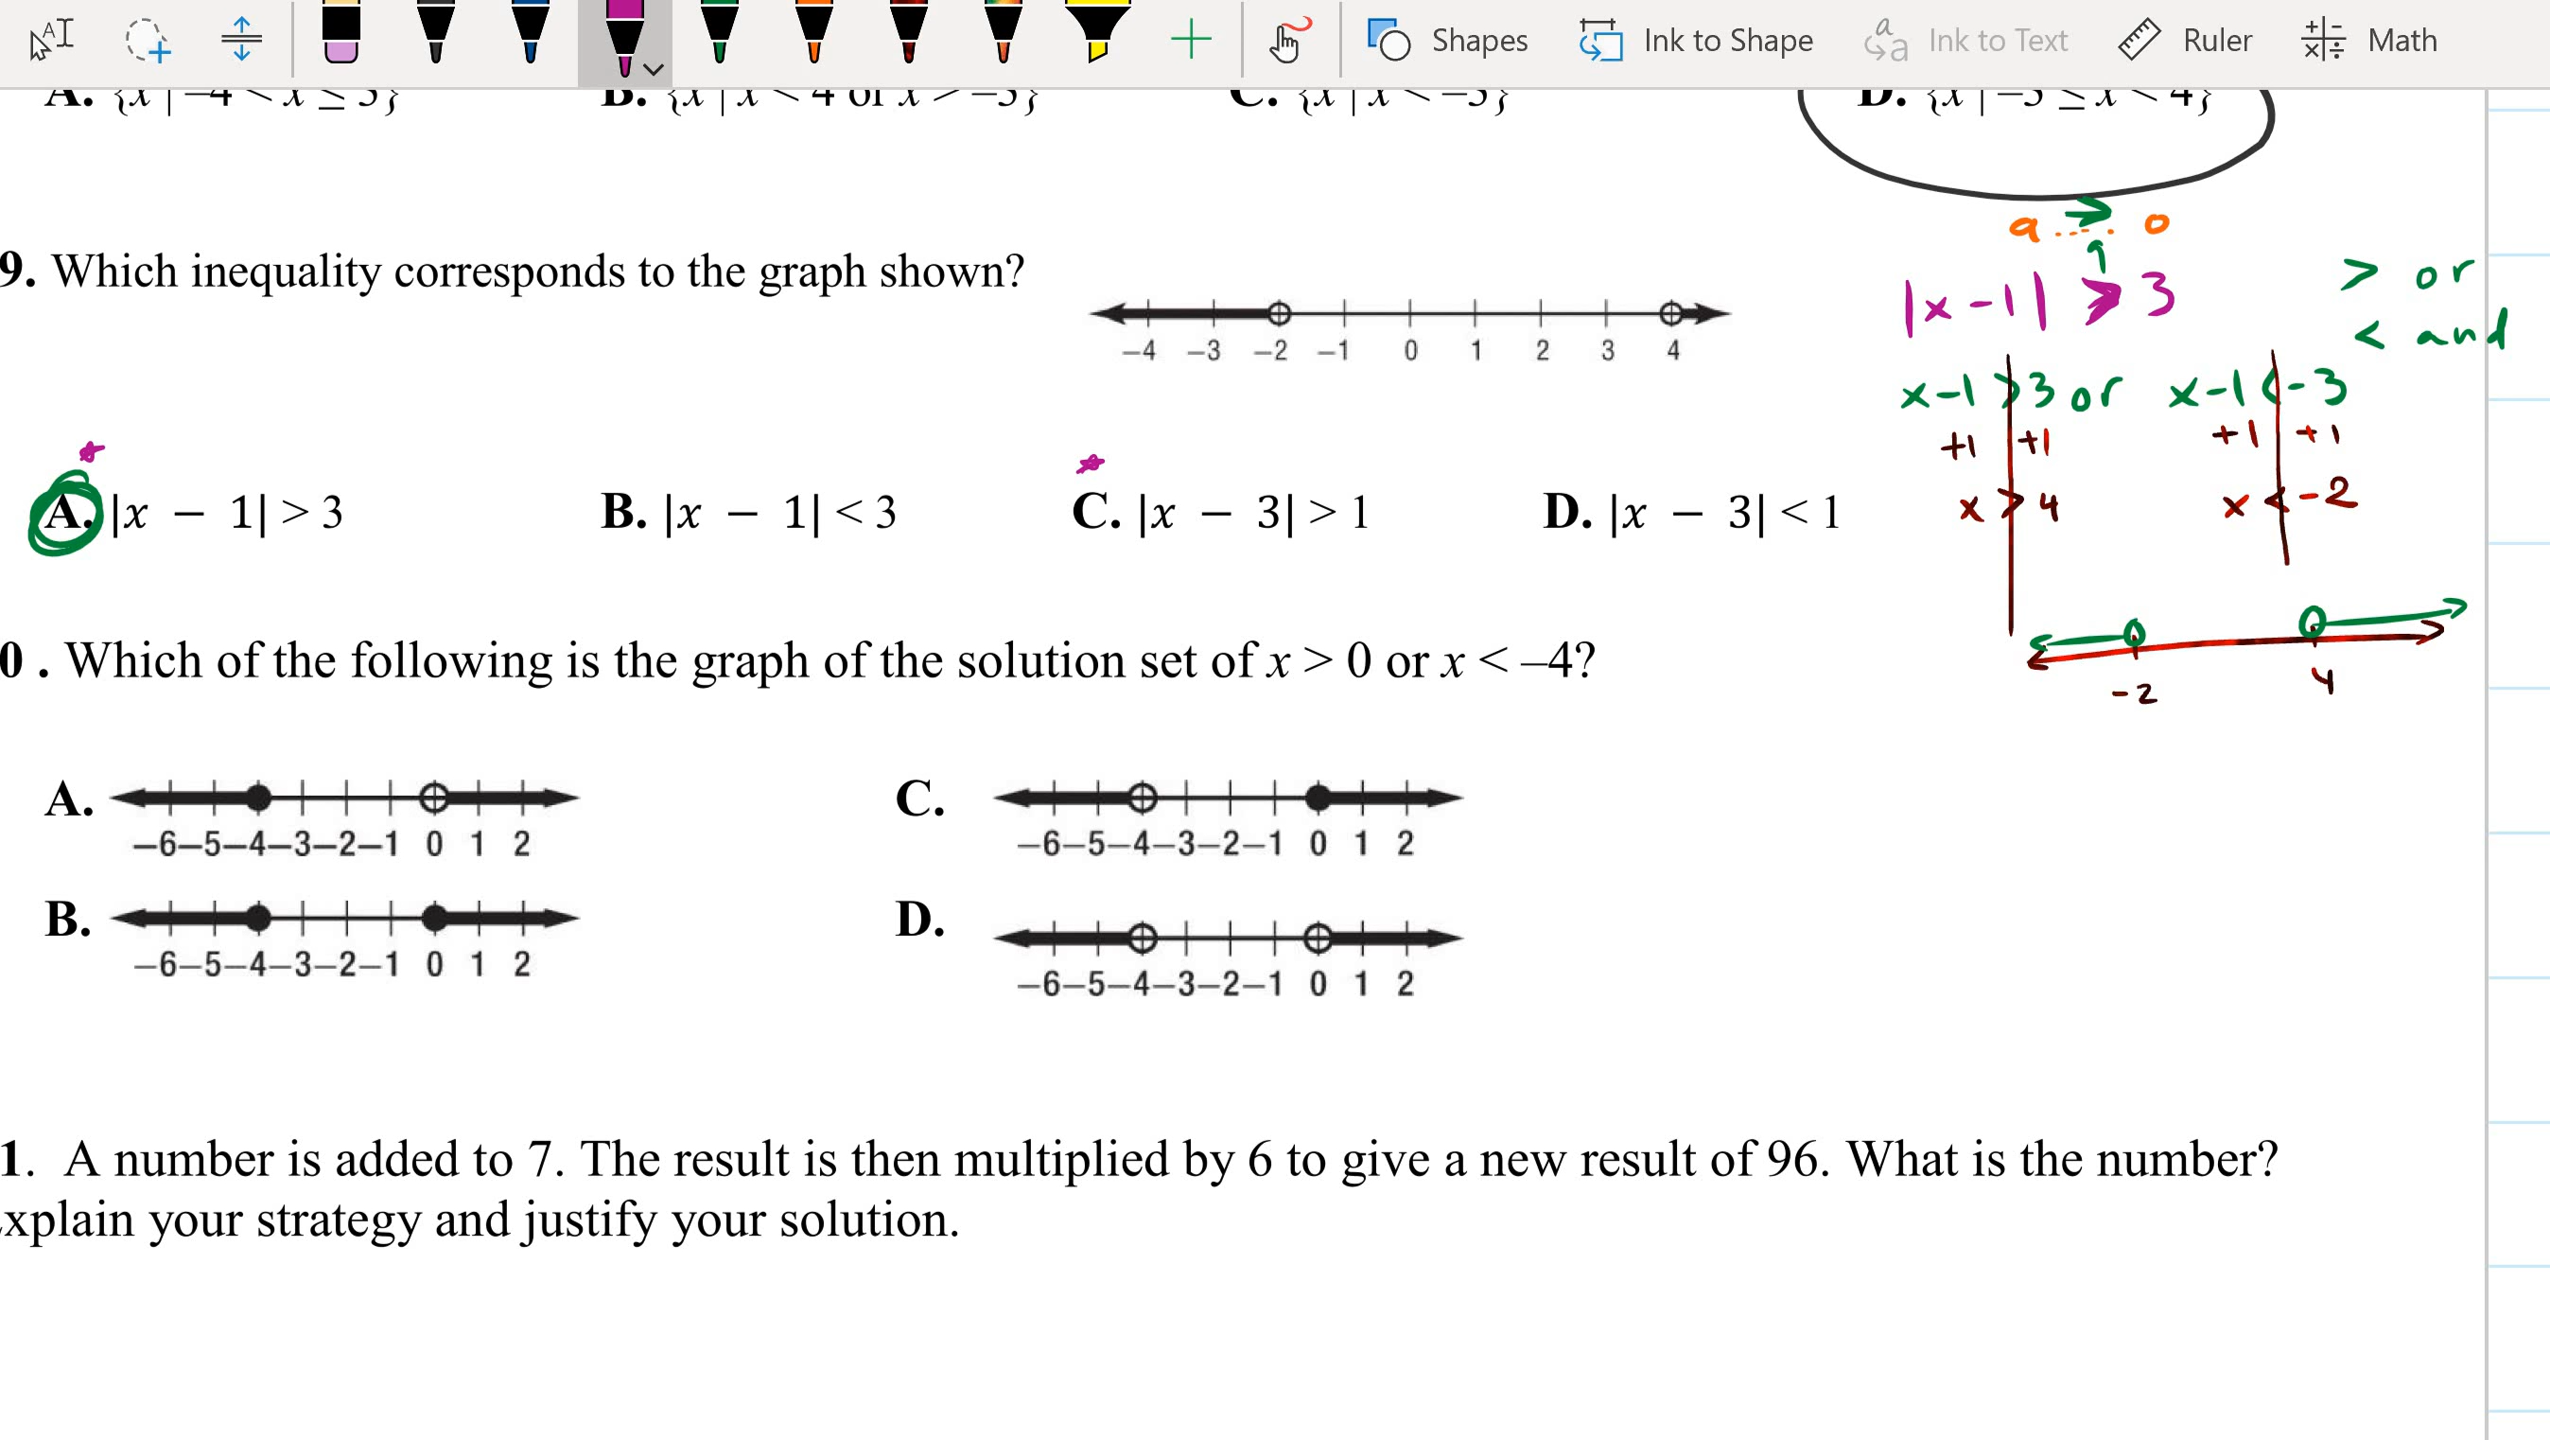 Shapes Ink to Shape Ink to Text Ruler Math
9. Which inequality corresponds to the graph shown?
−4 −3 −2 −1 0 1 2 3 4
a o
|x-1| > 3
> or
< and
x-1 > 3 or x-1 < -3
+1 +1 +1 +1
x > 4 x < -2
-2 4
A. |x − 1| > 3 B. |x − 1| < 3 C. |x − 3| > 1 D. |x − 3| < 1
0 . Which of the following is the graph of the solution set of x > 0 or x < –4?
A. C.
−6−5−4−3−2−1 0 1 2 −6−5−4−3−2−1 0 1 2
B. D.
−6−5−4−3−2−1 0 1 2 −6−5−4−3−2−1 0 1 2
1. A number is added to 7. The result is then multiplied by 6 to give a new result of 96. What is the number?
xplain your strategy and justify your solution.